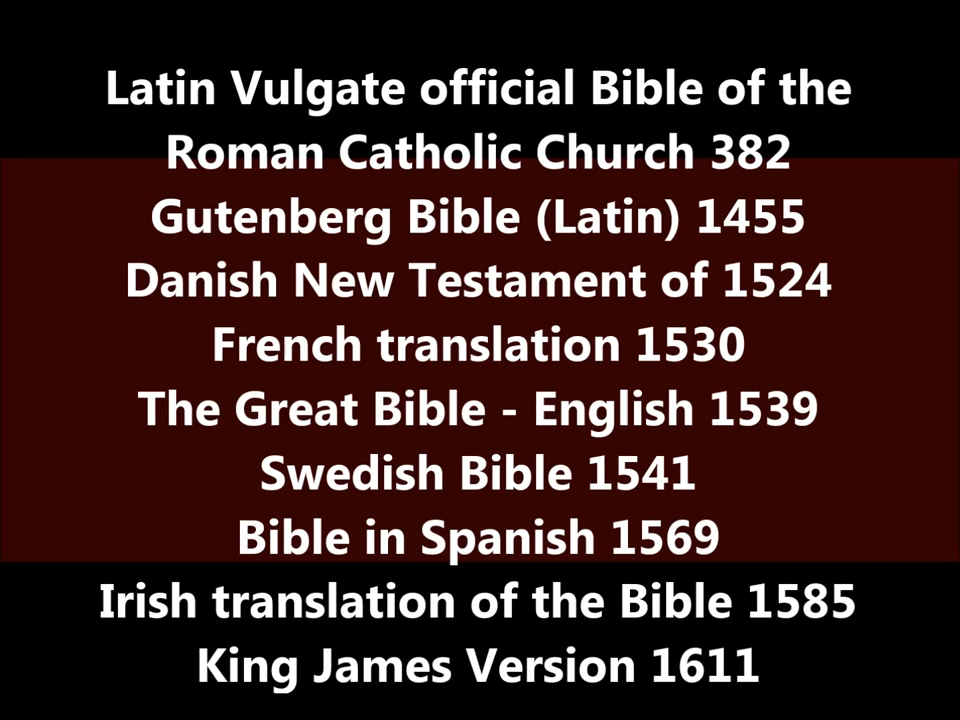 Latin Vulgate official Bible of the
Roman Catholic Church 382
Gutenberg Bible (Latin) 1455
Danish New Testament of 1524
French translation 1530
The Great Bible - English 1539
Swedish Bible 1541
Bible in Spanish 1569
Irish translation of the Bible 1585
King James Version 1611